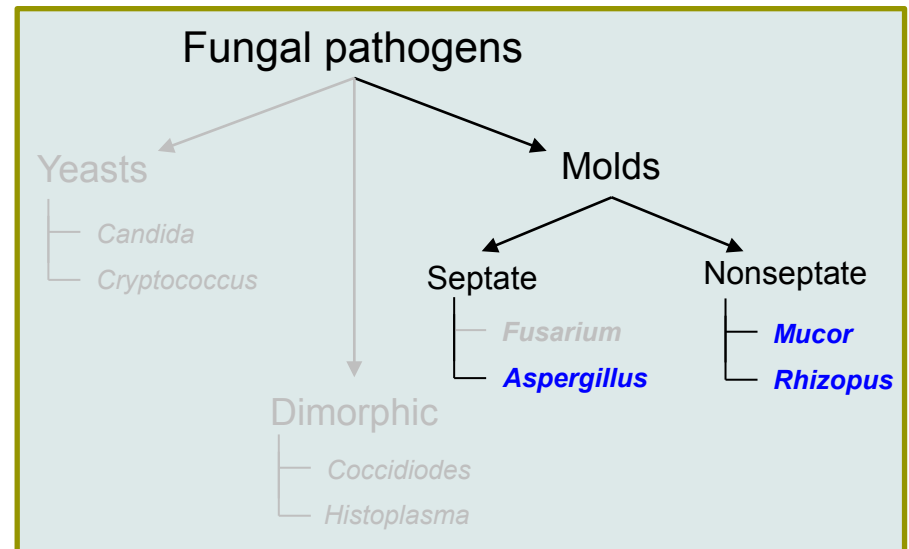 Fungal pathogens
Yeasts
Candida
Cryptococcus
Dimorphic
Coccidiodes
Histoplasma
Molds
Septate
Fusarium
Aspergillus
Nonseptate
Mucor
Rhizopus